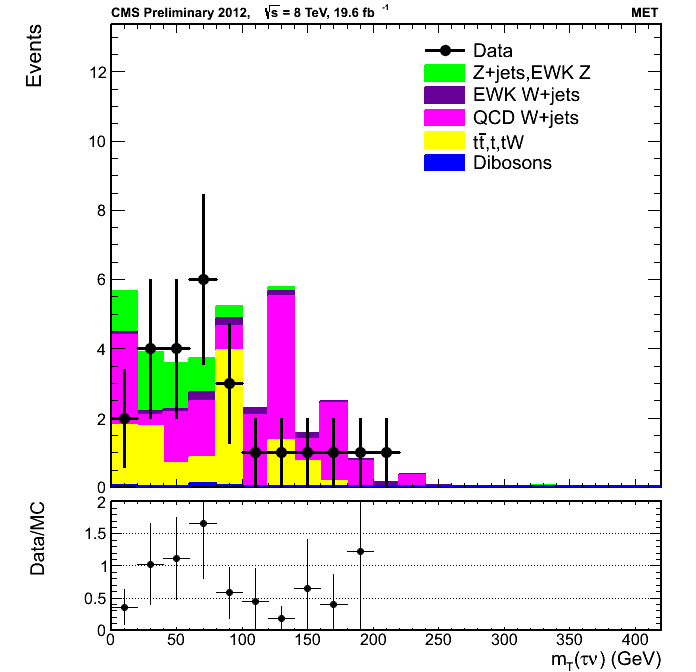 CMS Preliminary 2012, √s = 8 TeV, 19.6 fb⁻¹ MET
Events
Data
Z+jets,EWK Z
EWK W+jets
QCD W+jets
tt̄,t,tW
Dibosons
12
10
8
6
4
2
0
Data/MC
2
1.5
1
0.5
0
0 50 100 150 200 250 300 350 400
m_T(τν) (GeV)